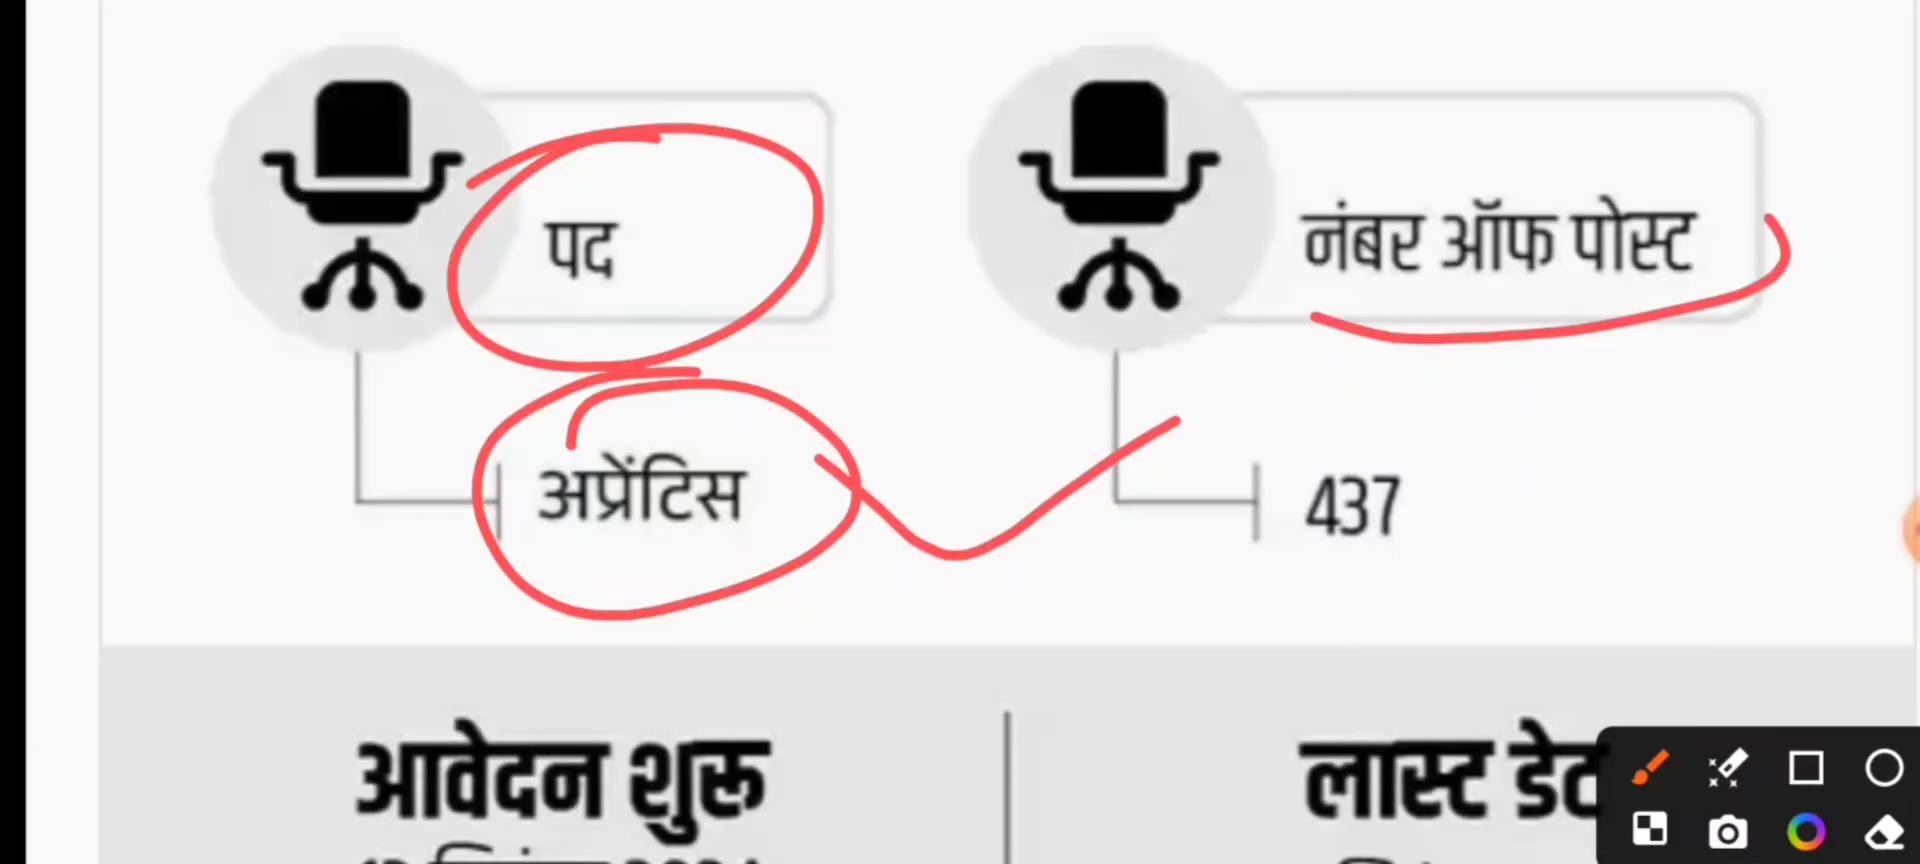 पद
नंबर ऑफ पोस्ट
अप्रेंटिस
437
आवेदन शुरू
लास्ट डेट